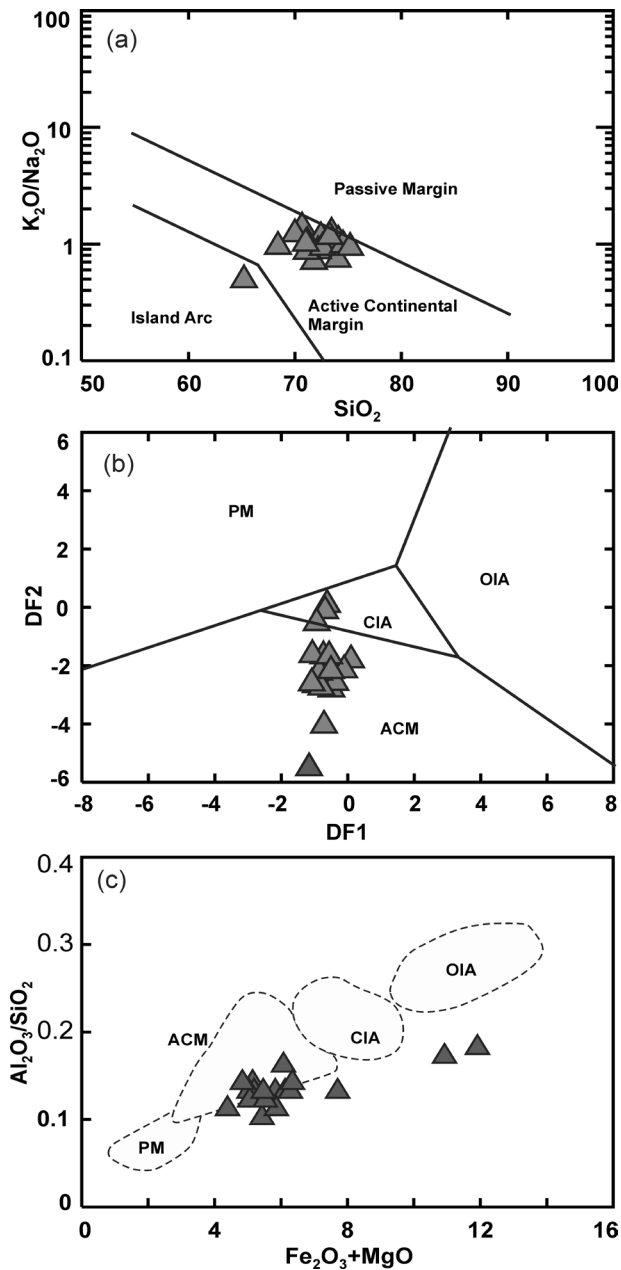 (a)
100
10
1
0.1
K₂O/Na₂O
Passive Margin
Active Continental
Margin
Island Arc
50 60 70 80 90 100
SiO₂
(b)
6
4
2
0
-2
-4
-6
DF2
PM
OIA
CIA
ACM
-8 -6 -4 -2 0 2 4 6 8
DF1
(c)
0.4
0.3
0.2
0.1
0
Al₂O₃/SiO₂
OIA
ACM
CIA
PM
0 4 8 12 16
Fe₂O₃+MgO